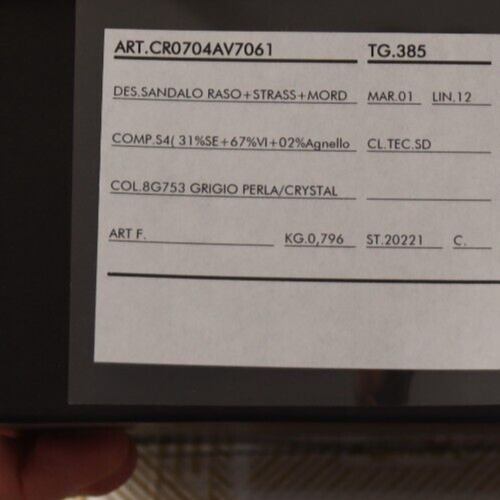 ART.CR0704AV7061 TG.385
DES.SANDALO RASO+STRASS+MORD MAR.01 LIN.12
COMP.S4( 31%SE+67%VI+02%Agnello CL.TEC.SD
COL.8G753 GRIGIO PERLA/CRYSTAL
ART F. KG.0,796 ST.20221 C.